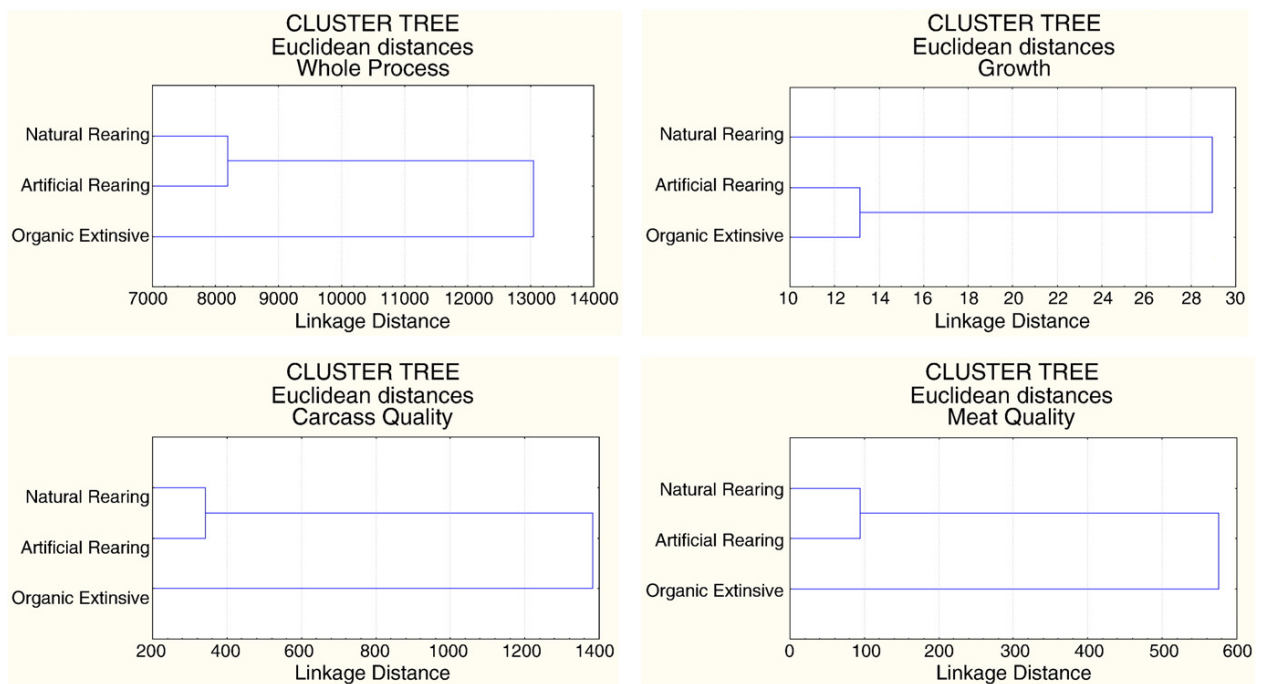 CLUSTER TREE
Euclidean distances
Whole Process
Natural Rearing
Artificial Rearing
Organic Extinsive
7000 8000 9000 10000 11000 12000 13000 14000
Linkage Distance
CLUSTER TREE
Euclidean distances
Growth
Natural Rearing
Artificial Rearing
Organic Extinsive
10 12 14 16 18 20 22 24 26 28 30
Linkage Distance
CLUSTER TREE
Euclidean distances
Carcass Quality
Natural Rearing
Artificial Rearing
Organic Extinsive
200 400 600 800 1000 1200 1400
Linkage Distance
CLUSTER TREE
Euclidean distances
Meat Quality
Natural Rearing
Artificial Rearing
Organic Extinsive
0 100 200 300 400 500 600
Linkage Distance